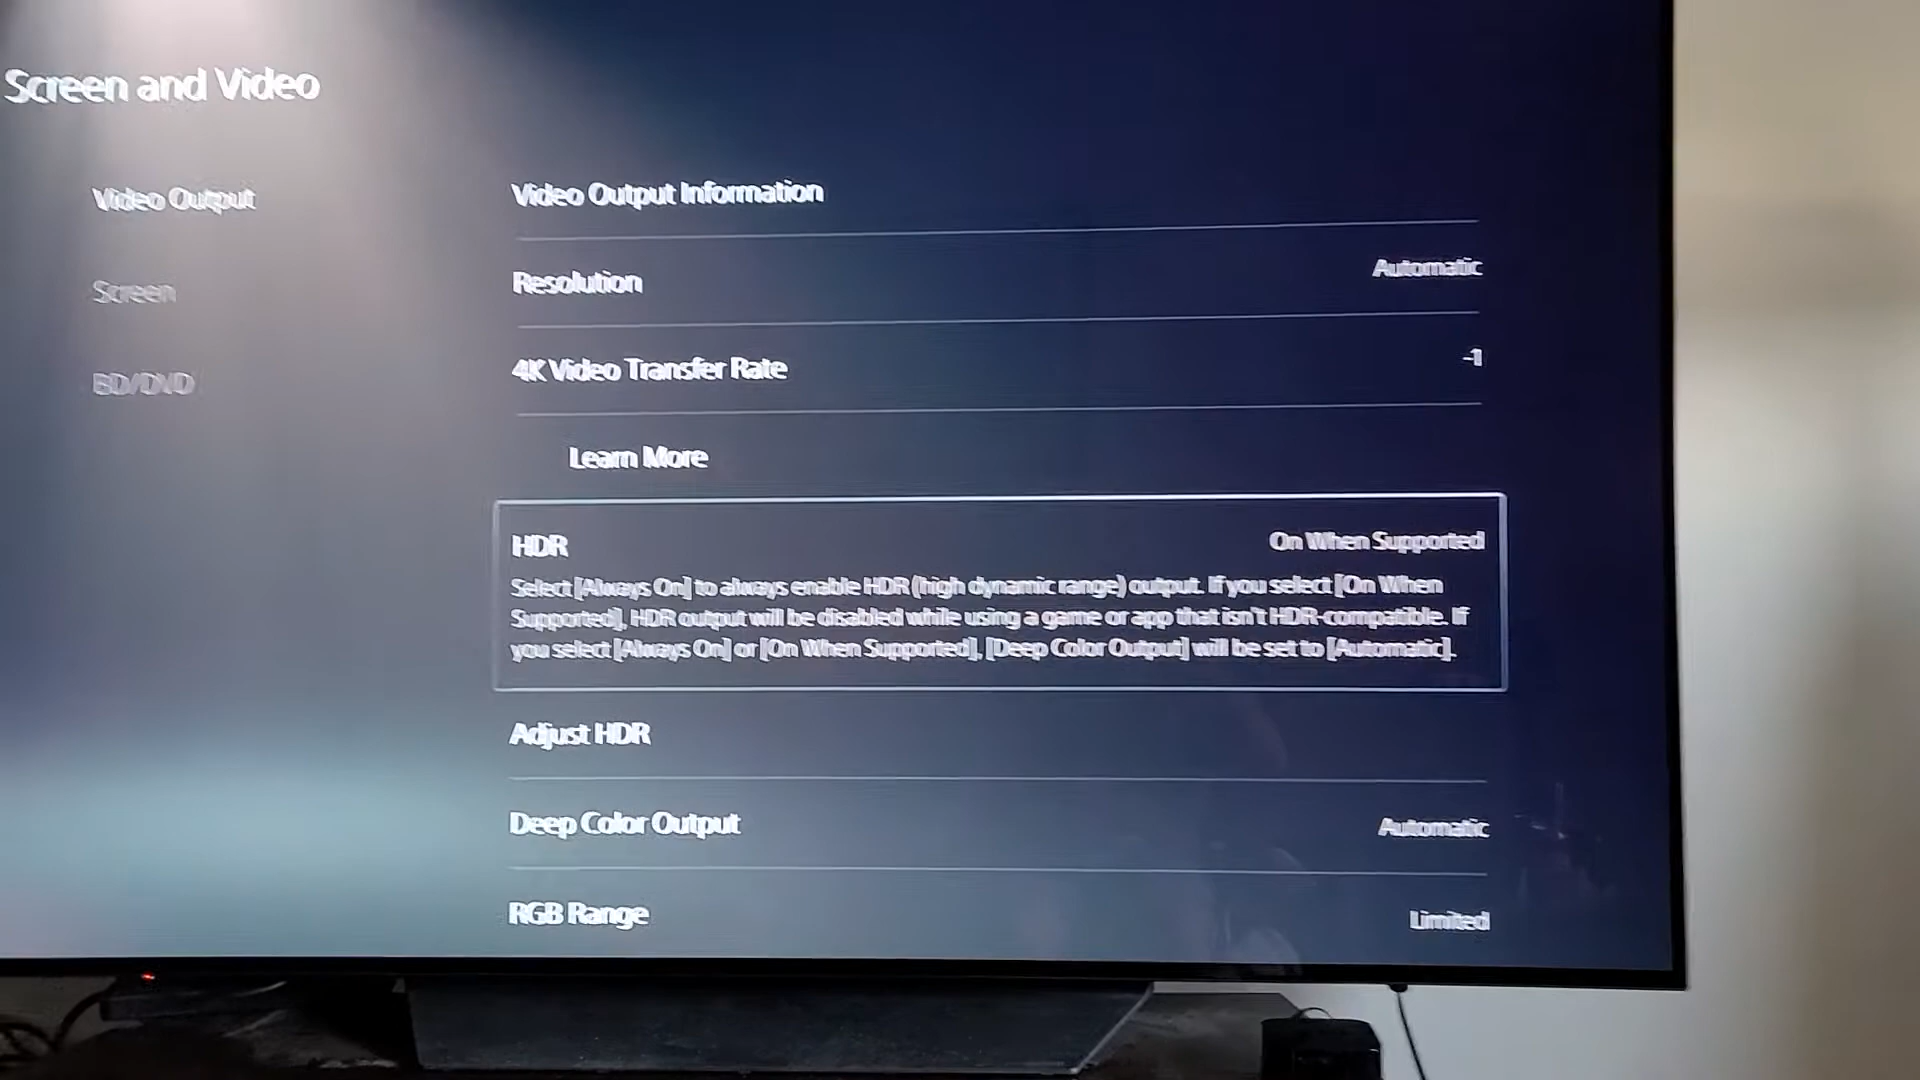 Screen and Video
Video Output
Screen
BD/DVD
Video Output Information
Resolution Automatic
4K Video Transfer Rate -1
Learn More
HDR On When Supported
Select [Always On] to always enable HDR (high dynamic range) output. If you select [On When
Supported], HDR output will be disabled while using a game or app that isn't HDR-compatible. If
you select [Always On] or [On When Supported], [Deep Color Output] will be set to [Automatic].
Adjust HDR
Deep Color Output Automatic
RGB Range Limited